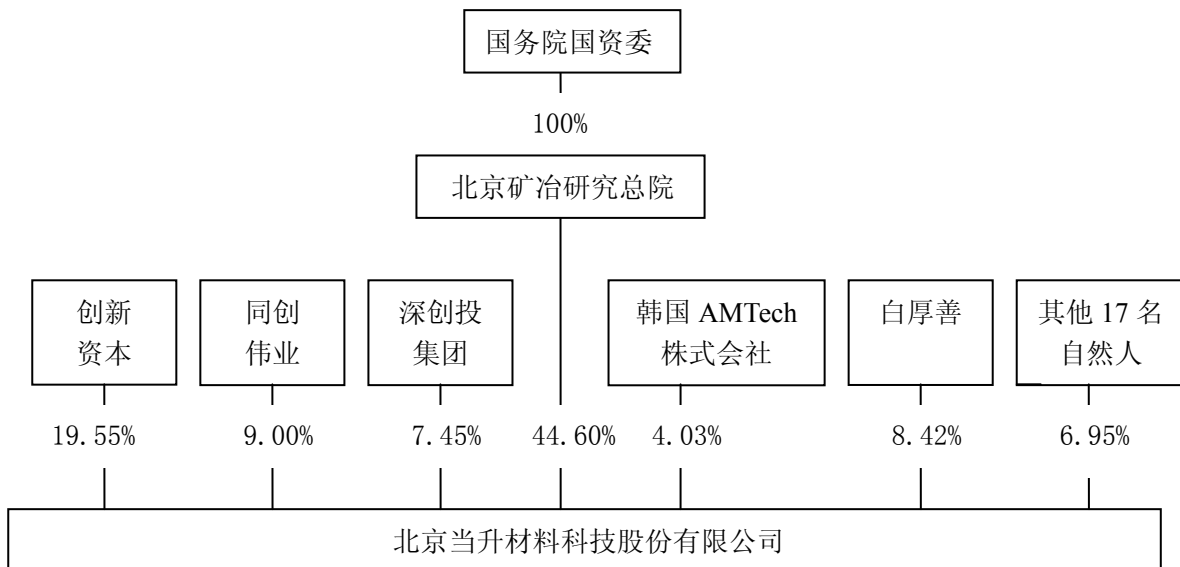 国务院国资委
100%
北京矿冶研究总院
创新
资本
同创
伟业
深创投
集团
韩国 AMTech
株式会社
白厚善
其他 17 名
自然人
19.55%
9.00%
7.45%
44.60%
4.03%
8.42%
6.95%
北京当升材料科技股份有限公司